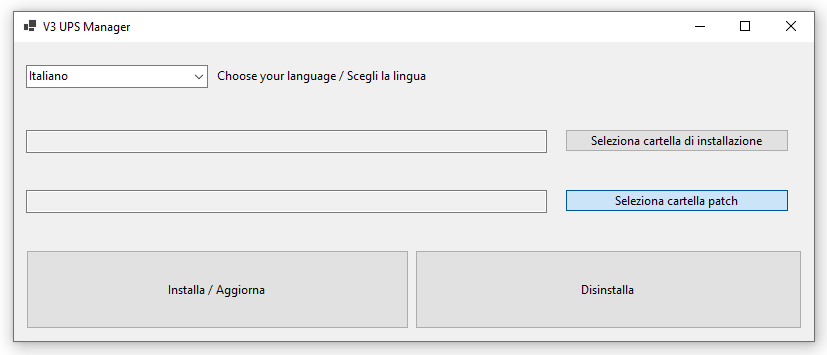 V3 UPS Manager
Italiano
Choose your language / Scegli la lingua
Seleziona cartella di installazione
Seleziona cartella patch
Installa / Aggiorna
Disinstalla